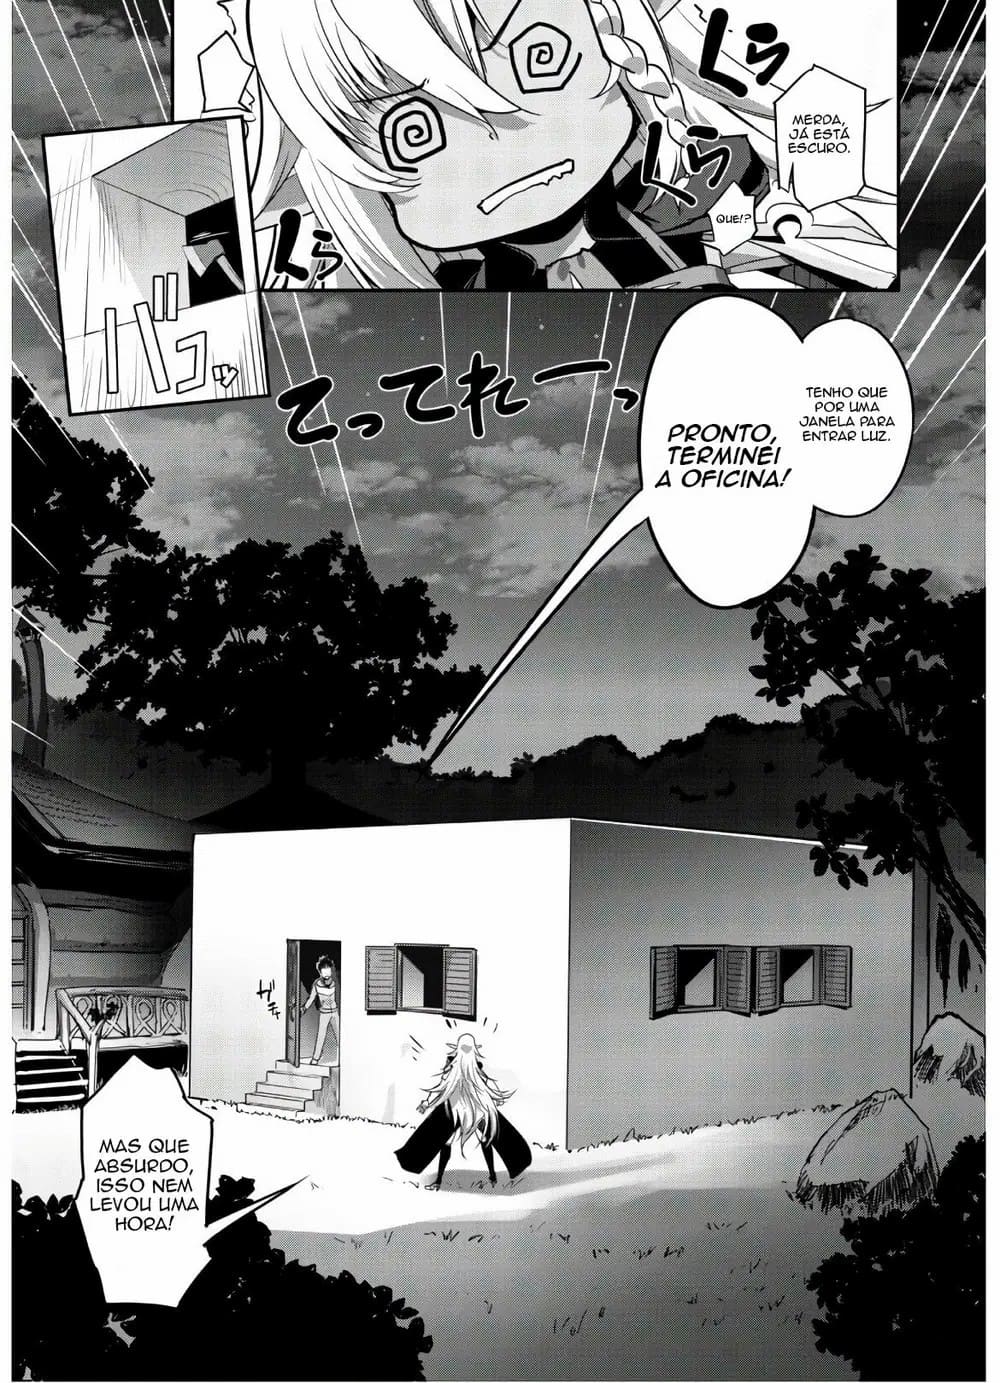 くら
MERDA,
JÁ ESTÁ
ESCURO.
くら
QUE!?
くら
バコッ
てってれーっ
TENHO QUE
POR UMA
JANELA PARA
ENTRAR LUZ.
PRONTO,
TERMINEI
A OFICINA!
ガチャ
MAS QUE
ABSURDO,
ISSO NEM
LEVOU UMA
HORA!